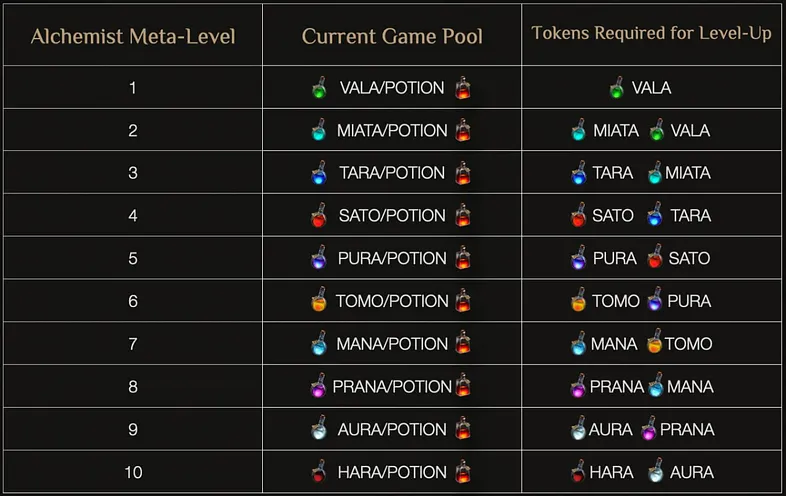 Alchemist Meta-Level Current Game Pool Tokens Required for Level-Up
1 VALA/POTION VALA
2 MIATA/POTION MIATA VALA
3 TARA/POTION TARA MIATA
4 SATO/POTION SATO TARA
5 PURA/POTION PURA SATO
6 TOMO/POTION TOMO PURA
7 MANA/POTION MANA TOMO
8 PRANA/POTION PRANA MANA
9 AURA/POTION AURA PRANA
10 HARA/POTION HARA AURA